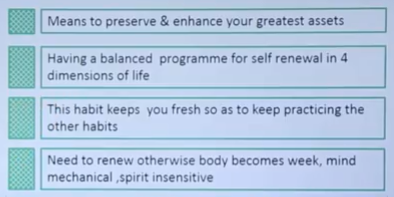 Means to preserve & enhance your greatest assets
Having a balanced  programme for self renewal in 4
dimensions of life
This habit keeps  you fresh so as to keep practicing the
other habits
Need to renew otherwise body becomes week, mind
mechanical ,spirit insensitive